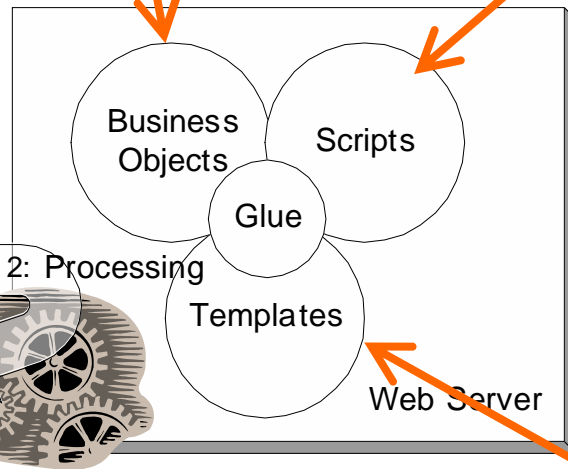 Business
Objects
Scripts
Glue
2: Processing
Templates
Web Server